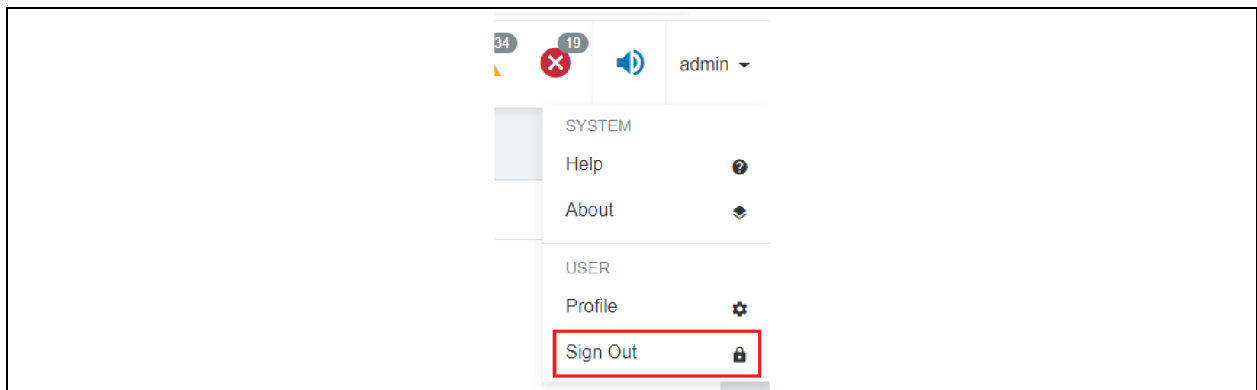 34
19
admin
SYSTEM
Help
About
USER
Profile
Sign Out